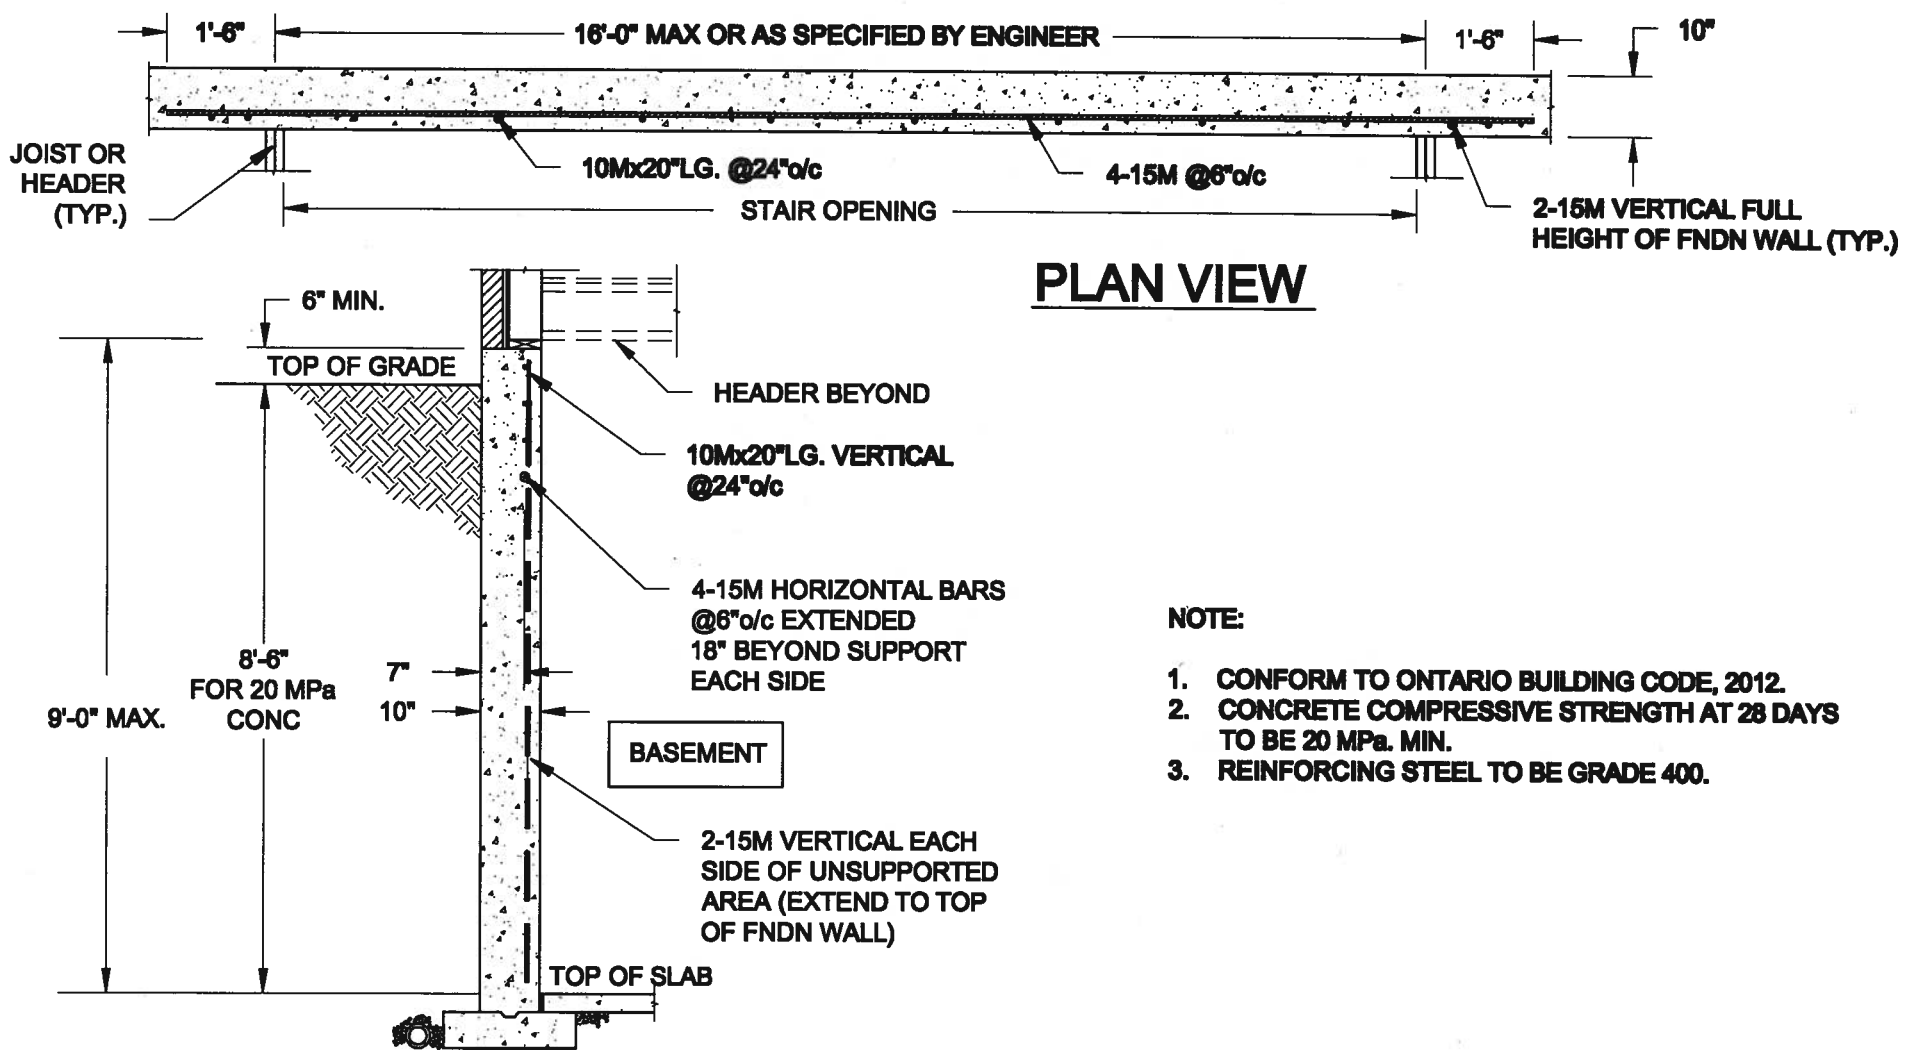 1'-6"
16'-0" MAX OR AS SPECIFIED BY ENGINEER
1'-6"
10"
JOIST OR
HEADER
(TYP.)
10Mx20"LG. @24"o/c
4-15M @6"o/c
STAIR OPENING
2-15M VERTICAL FULL
HEIGHT OF FNDN WALL (TYP.)
PLAN VIEW
6" MIN.
TOP OF GRADE
HEADER BEYOND
10Mx20"LG. VERTICAL
@24"o/c
4-15M HORIZONTAL BARS
@6"o/c EXTENDED
18" BEYOND SUPPORT
EACH SIDE
8'-6"
FOR 20 MPa
CONC
9'-0" MAX.
7"
10"
BASEMENT
2-15M VERTICAL EACH
SIDE OF UNSUPPORTED
AREA (EXTEND TO TOP
OF FNDN WALL)
TOP OF SLAB
NOTE:
1. CONFORM TO ONTARIO BUILDING CODE, 2012.
2. CONCRETE COMPRESSIVE STRENGTH AT 28 DAYS
TO BE 20 MPa. MIN.
3. REINFORCING STEEL TO BE GRADE 400.